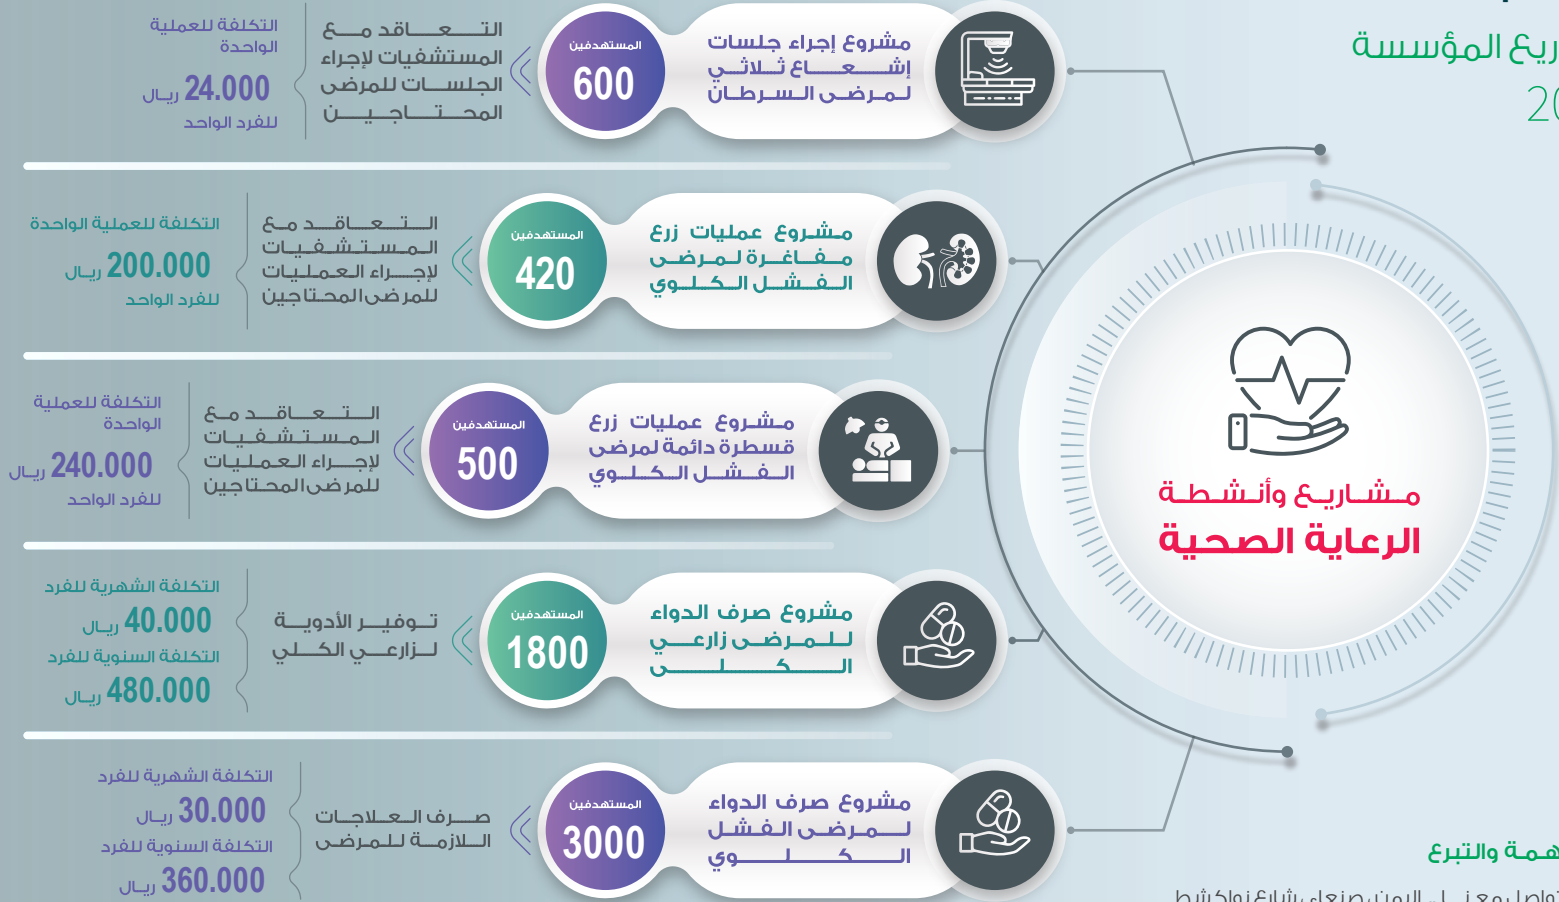 المؤسسة
مشاريع وأنشطة
الرعاية الصحية
مشروع إجراء جلسات
إشعاع ثلاثي
لمرضى السرطان
المستهدفين
600
التعاقد مع
المستشفيات لإجراء
الجلسات للمرضى
المحتاجين
التكلفة للعملية
الواحدة
24.000 ريال
للفرد الواحد
مشروع عمليات زرع
مفاغرة لمرضى
الفشل الكلوي
المستهدفين
420
التعاقد مع
المستشفيات
لإجراء العمليات
للمرضى المحتاجين
التكلفة للعملية الواحدة
200.000 ريال
للفرد الواحد
مشروع عمليات زرع
قسطرة دائمة لمرضى
الفشل الكلوي
المستهدفين
500
التعاقد مع
المستشفيات
لإجراء العمليات
للمرضى المحتاجين
التكلفة للعملية
الواحدة
240.000 ريال
للفرد الواحد
مشروع صرف الدواء
للمرضى زارعي
الكلى
المستهدفين
1800
توفير الأدوية
لزارعي الكلي
التكلفة الشهرية للفرد
40.000 ريال
التكلفة السنوية للفرد
480.000 ريال
مشروع صرف الدواء
لمرضى الفشل
الكلوي
المستهدفين
3000
صرف العلاجات
اللازمة للمرضى
التكلفة الشهرية للفرد
30.000 ريال
التكلفة السنوية للفرد
360.000 ريال
والتبرع